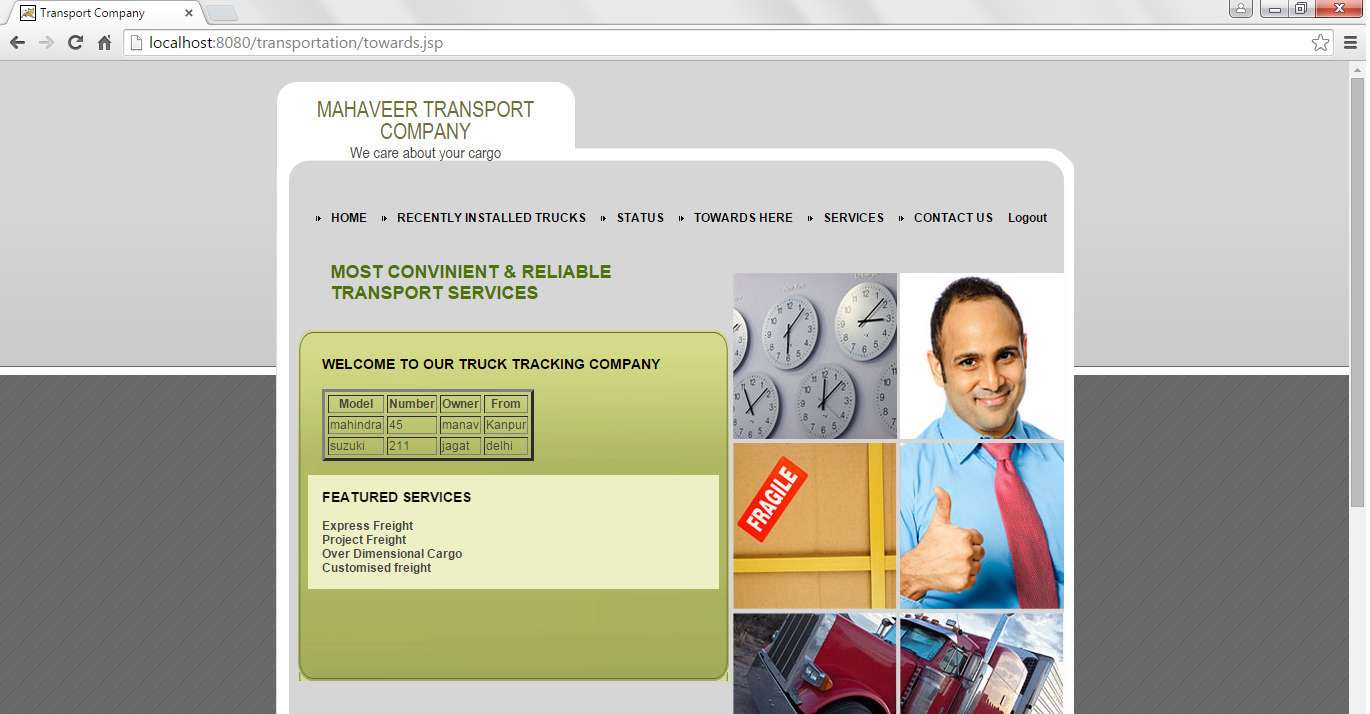 Transport Company
localhost:8080/transportation/towards.jsp
MAHAVEER TRANSPORT
COMPANY
We care about your cargo
HOME RECENTLY INSTALLED TRUCKS STATUS TOWARDS HERE SERVICES CONTACT US Logout
MOST CONVINIENT & RELIABLE
TRANSPORT SERVICES
WELCOME TO OUR TRUCK TRACKING COMPANY
Model Number Owner From
mahindra 45 manav Kanpur
suzuki 211 jagat delhi
FEATURED SERVICES
Express Freight
Project Freight
Over Dimensional Cargo
Customised freight
FRAGILE